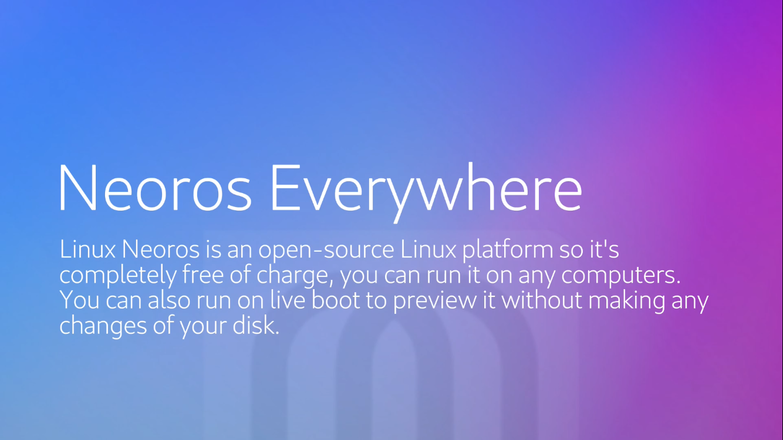 Neoros Everywhere
Linux Neoros is an open-source Linux platform so it's
completely free of charge, you can run it on any computers.
You can also run on live boot to preview it without making any
changes of your disk.